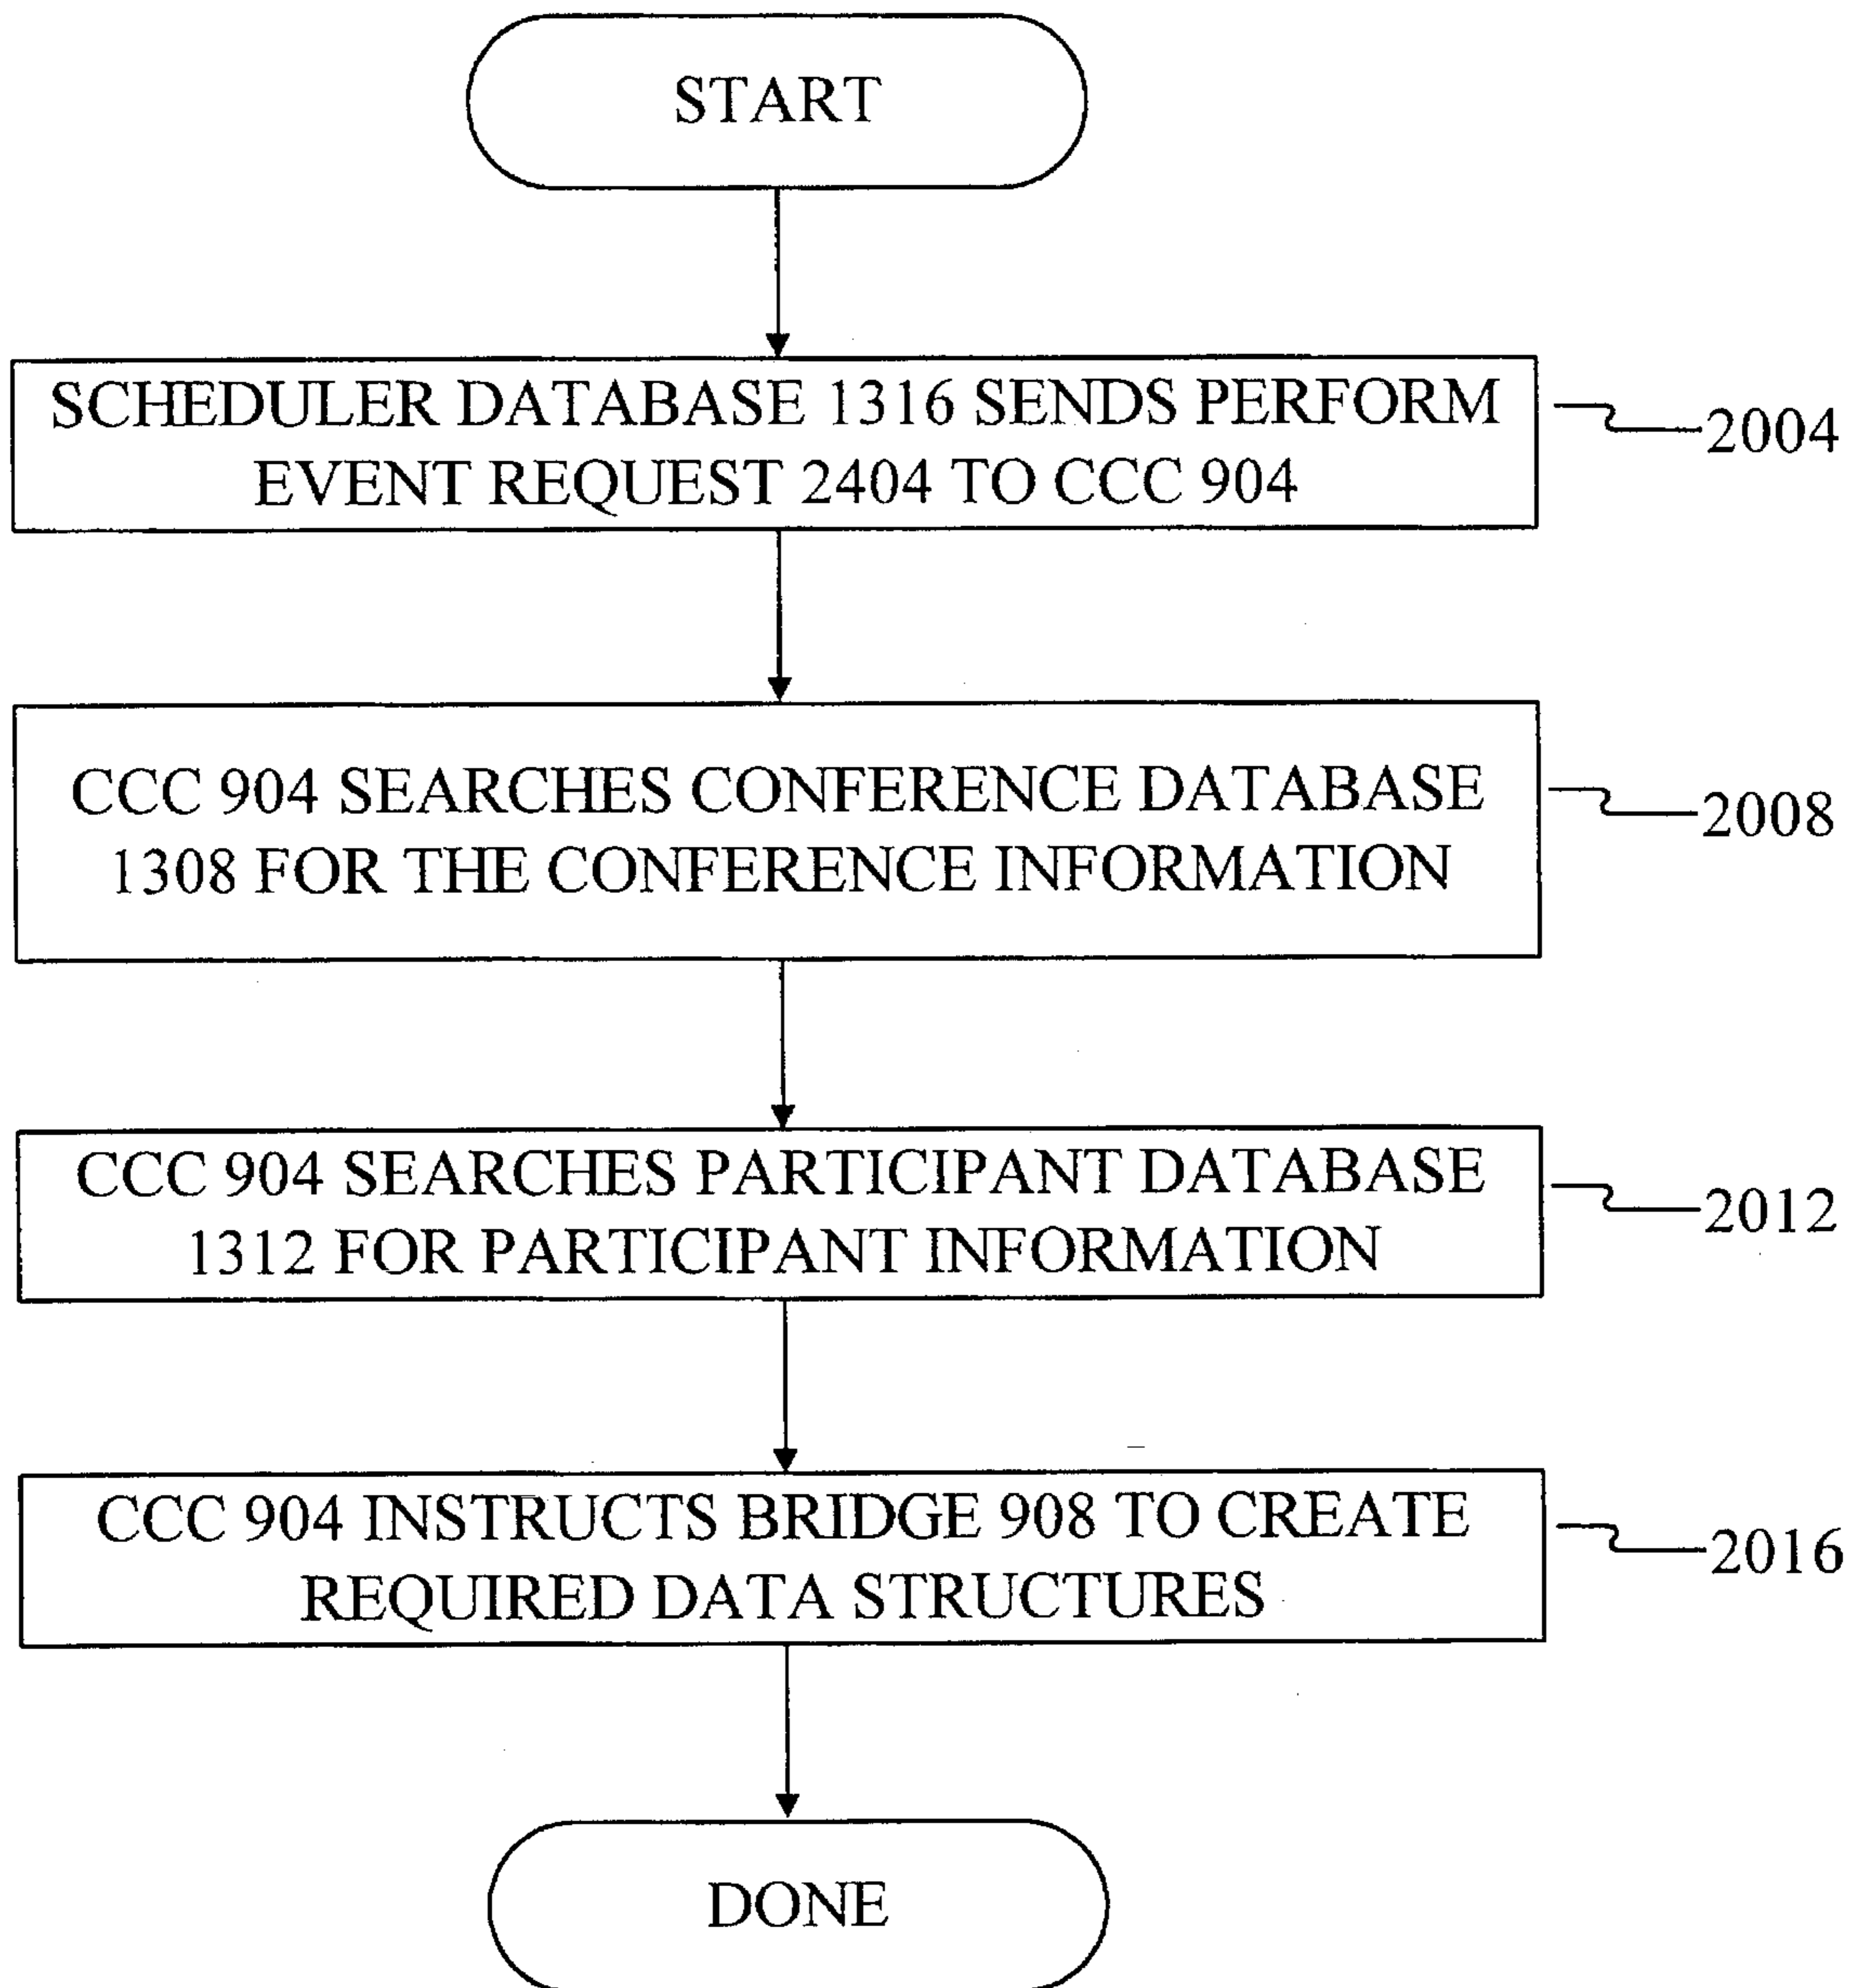 START
SCHEDULER DATABASE 1316 SENDS PERFORM
EVENT REQUEST 2404 TO CCC 904
2004
CCC 904 SEARCHES CONFERENCE DATABASE
1308 FOR THE CONFERENCE INFORMATION
2008
CCC 904 SEARCHES PARTICIPANT DATABASE
1312 FOR PARTICIPANT INFORMATION
2012
CCC 904 INSTRUCTS BRIDGE 908 TO CREATE
REQUIRED DATA STRUCTURES
2016
DONE